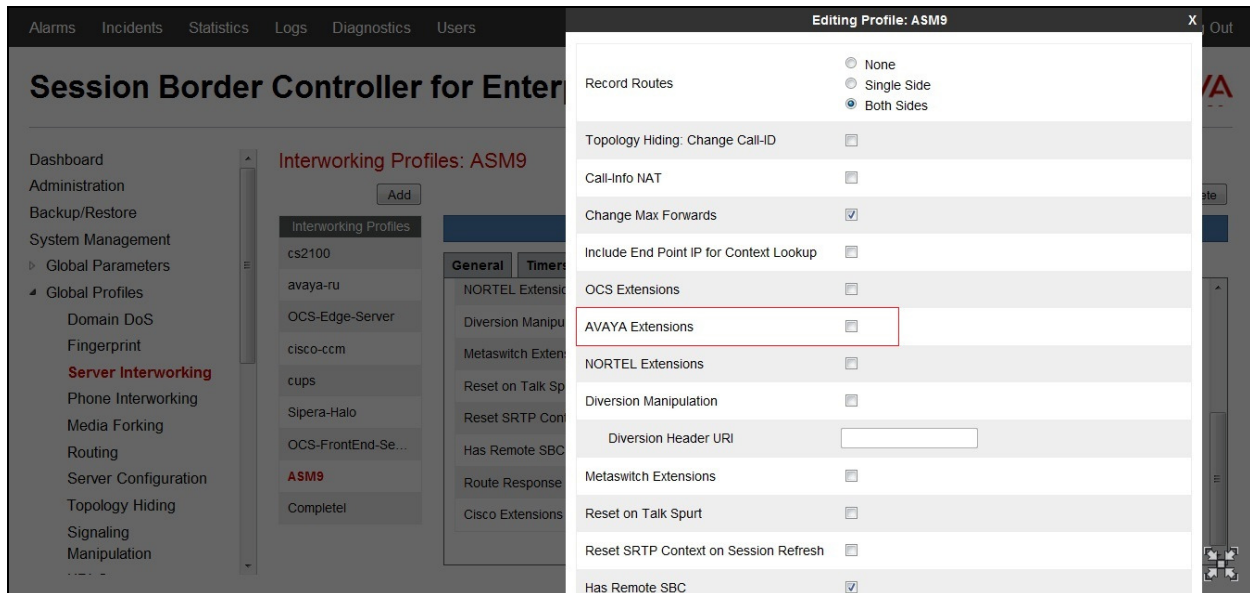 Alarms Incidents Statistics Logs Diagnostics Users
Out
Editing Profile: ASM9 X
Session Border Controller for Enter
VA
Dashboard
Administration
Backup/Restore
System Management
Global Parameters
Global Profiles
Domain DoS
Fingerprint
Server Interworking
Phone Interworking
Media Forking
Routing
Server Configuration
Topology Hiding
Signaling
Manipulation
Interworking Profiles: ASM9
Add
Interworking Profiles
cs2100
avaya-ru
OCS-Edge-Server
cisco-ccm
cups
Sipera-Halo
OCS-FrontEnd-Se...
ASM9
Completel
General Timers
NORTEL Extensio
Diversion Manipu
Metaswitch Exten
Reset on Talk Sp
Reset SRTP Cont
Has Remote SBC
Route Response
Cisco Extensions
ete
Record Routes
None
Single Side
Both Sides
Topology Hiding: Change Call-ID
Call-Info NAT
Change Max Forwards
Include End Point IP for Context Lookup
OCS Extensions
AVAYA Extensions
NORTEL Extensions
Diversion Manipulation
Diversion Header URI
Metaswitch Extensions
Reset on Talk Spurt
Reset SRTP Context on Session Refresh
Has Remote SBC